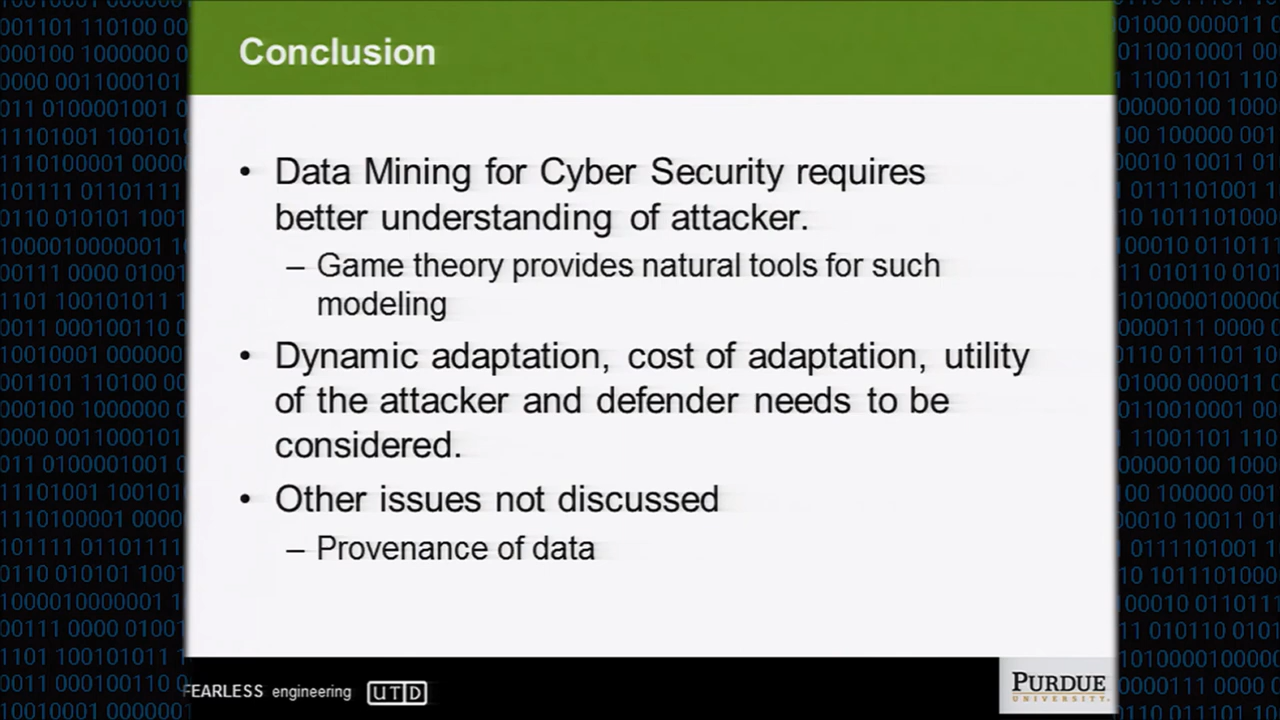 Conclusion
• Data Mining for Cyber Security requires
better understanding of attacker.
– Game theory provides natural tools for such
modeling
• Dynamic adaptation, cost of adaptation, utility
of the attacker and defender needs to be
considered.
• Other issues not discussed
– Provenance of data
FEARLESS engineering UTD
PURDUE
UNIVERSITY